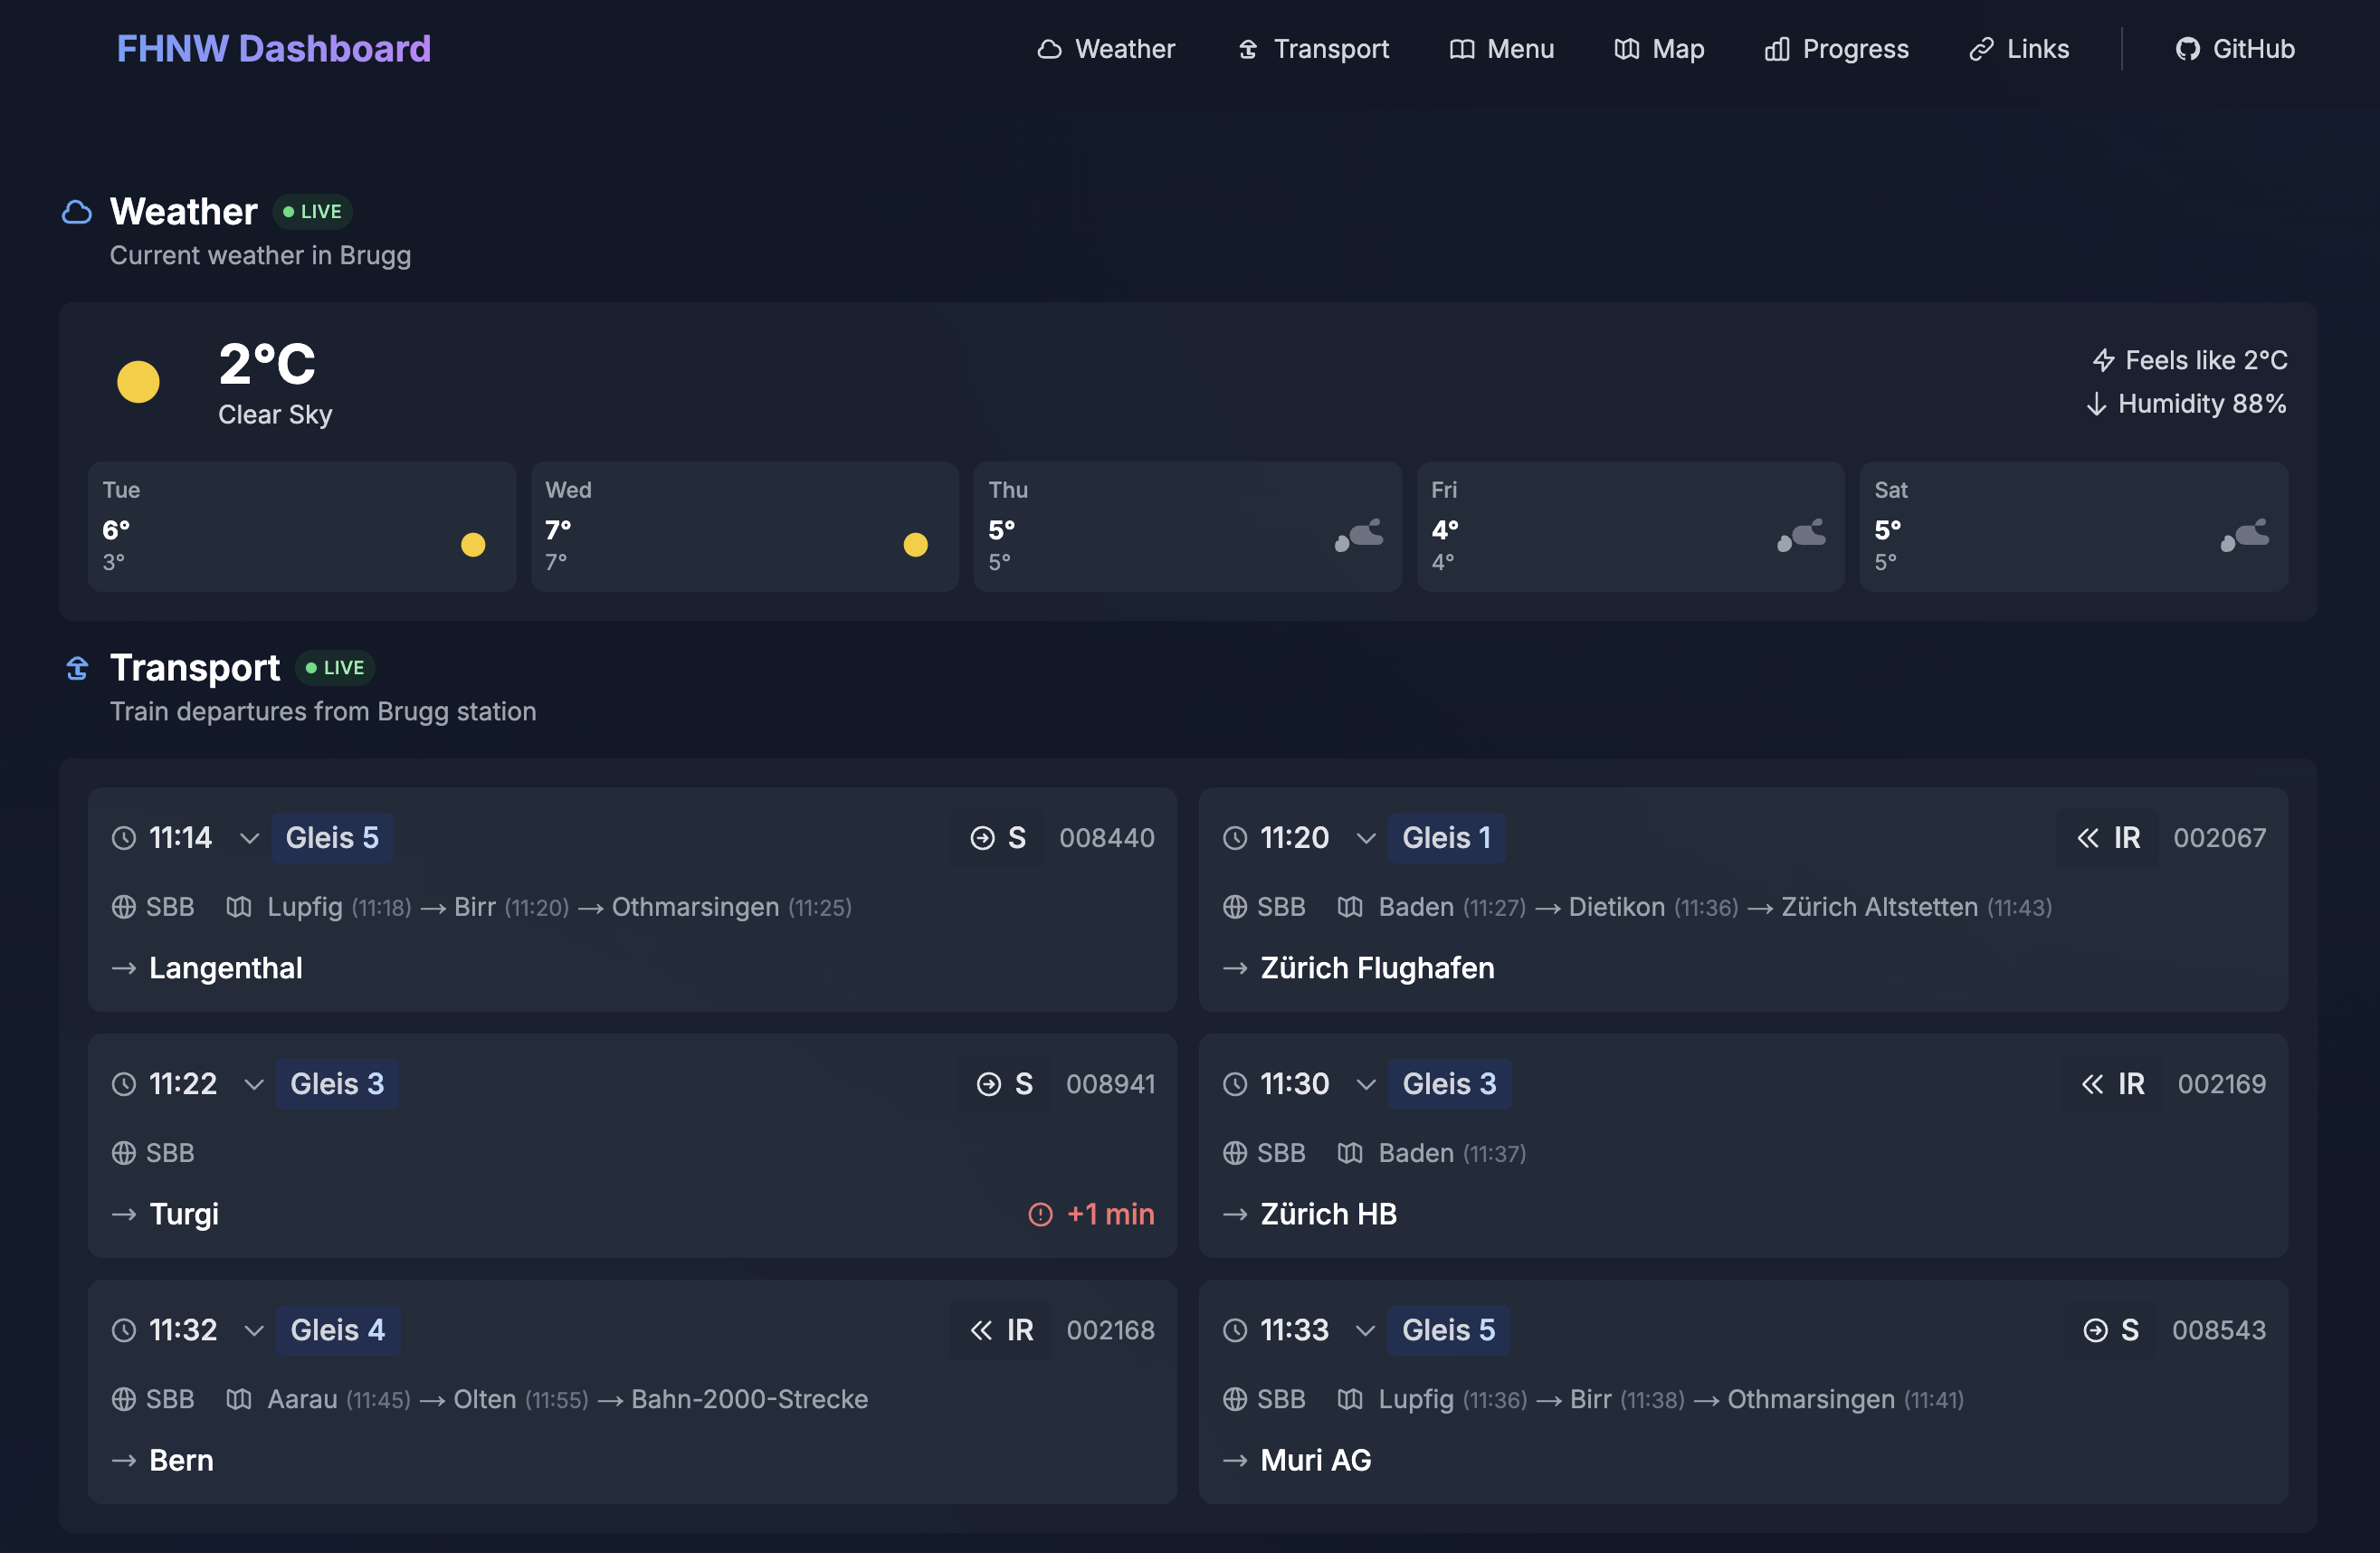 FHNW Dashboard
Weather
Transport
Menu
Map
Progress
Links
GitHub
Weather LIVE
Current weather in Brugg
2°C
Clear Sky
Feels like 2°C
Humidity 88%
Tue
6°
3°
Wed
7°
7°
Thu
5°
5°
Fri
4°
4°
Sat
5°
5°
Transport LIVE
Train departures from Brugg station
11:14 Gleis 5 S 008440
SBB Lupfig (11:18) → Birr (11:20) → Othmarsingen (11:25)
→ Langenthal
11:20 Gleis 1 IR 002067
SBB Baden (11:27) → Dietikon (11:36) → Zürich Altstetten (11:43)
→ Zürich Flughafen
11:22 Gleis 3 S 008941
SBB
→ Turgi +1 min
11:30 Gleis 3 IR 002169
SBB Baden (11:37)
→ Zürich HB
11:32 Gleis 4 IR 002168
SBB Aarau (11:45) → Olten (11:55) → Bahn-2000-Strecke
→ Bern
11:33 Gleis 5 S 008543
SBB Lupfig (11:36) → Birr (11:38) → Othmarsingen (11:41)
→ Muri AG